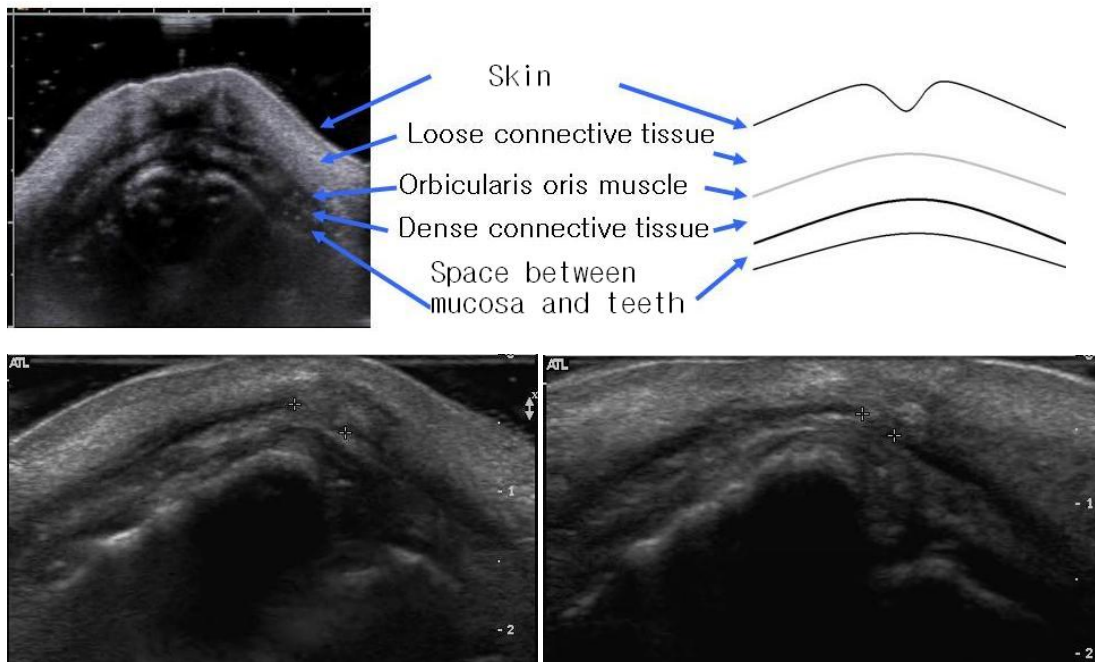 Skin
Loose connective tissue
Orbicularis oris muscle
Dense connective tissue
Space between
mucosa and teeth
ATL
x
- 1
- 2
ATL
- 1
- 2